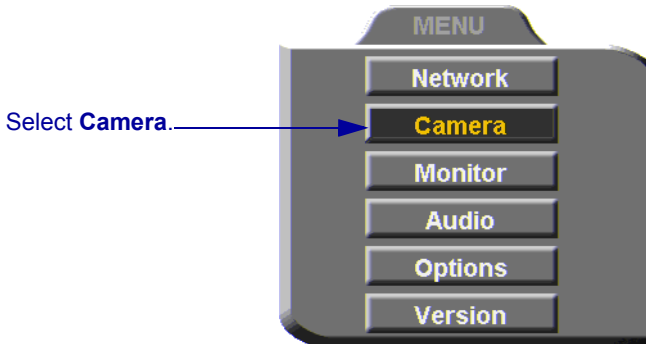 MENU
Network
Select Camera.
Camera
Monitor
Audio
Options
Version